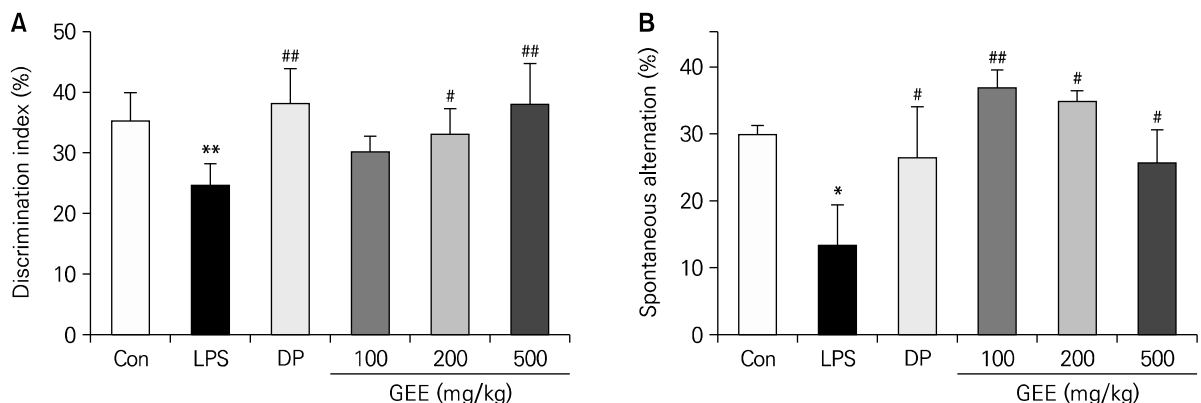 A
Discrimination index (%)
50
40
30
20
10
0
**
##
#
##
Con LPS DP 100 200 500
GEE (mg/kg)
B
Spontaneous alternation (%)
40
30
20
10
0
*
#
##
#
#
Con LPS DP 100 200 500
GEE (mg/kg)